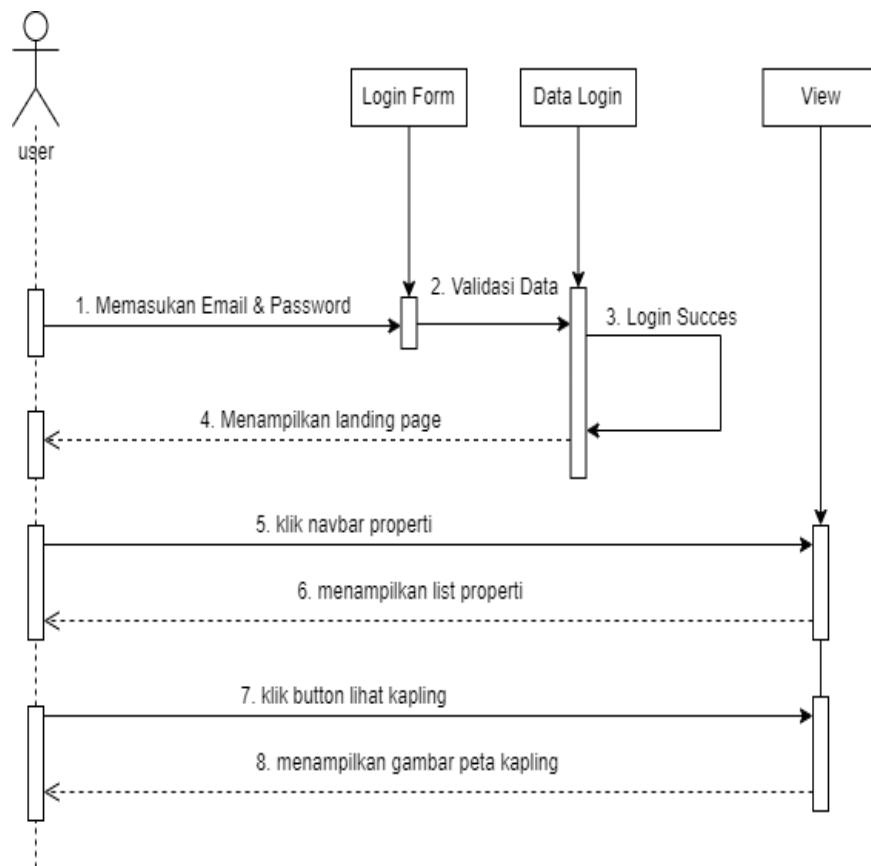 user
Login Form
Data Login
View
1. Memasukan Email & Password
2. Validasi Data
3. Login Succes
4. Menampilkan landing page
5. klik navbar properti
6. menampilkan list properti
7. klik button lihat kapling
8. menampilkan gambar peta kapling